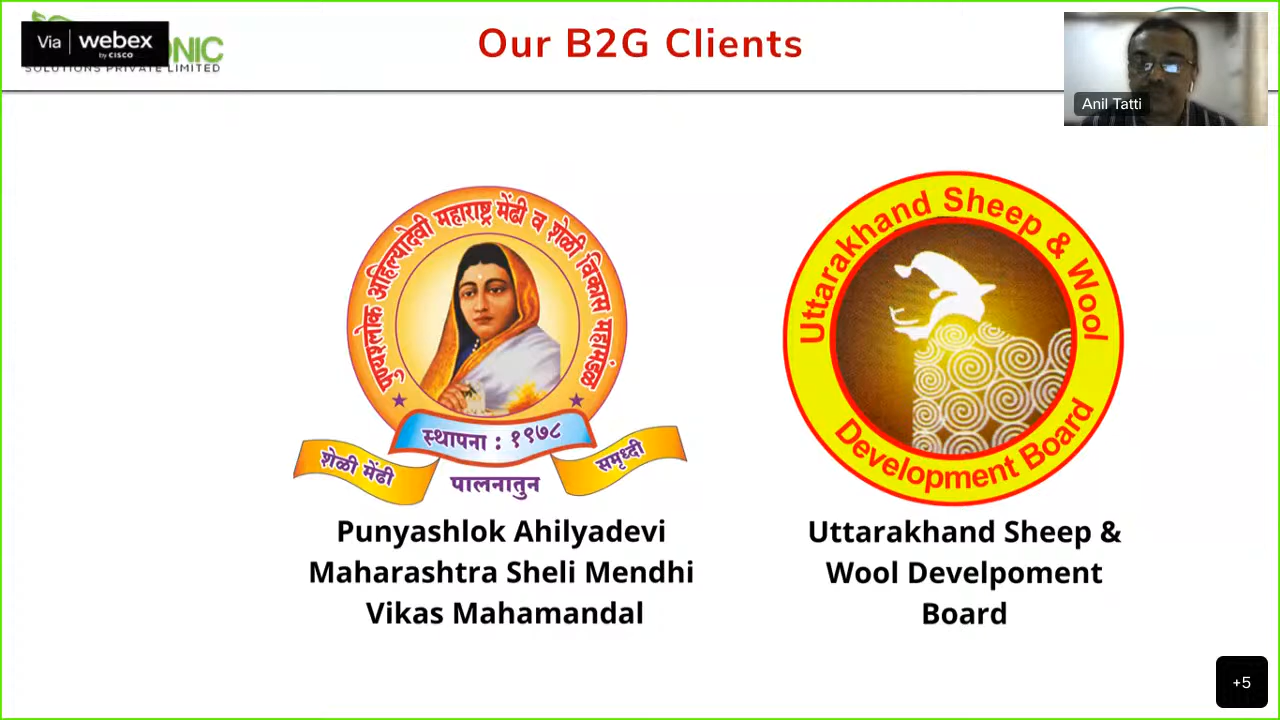 Via webex
by CISCO
NIC
SOLUTIONS PRIVATE LIMITED
Our B2G Clients
Anil Tatti
पुण्यश्लोक अहिल्यादेवी महाराष्ट्र मेंढी व शेळी विकास महामंडळ
स्थापना : १९७८
शेळी मेंढी
पालनातुन
समृध्दी
Punyashlok Ahilyadevi
Maharashtra Sheli Mendhi
Vikas Mahamandal
Uttarakhand Sheep & Wool
Development Board
Uttarakhand Sheep &
Wool Develpoment
Board
+5